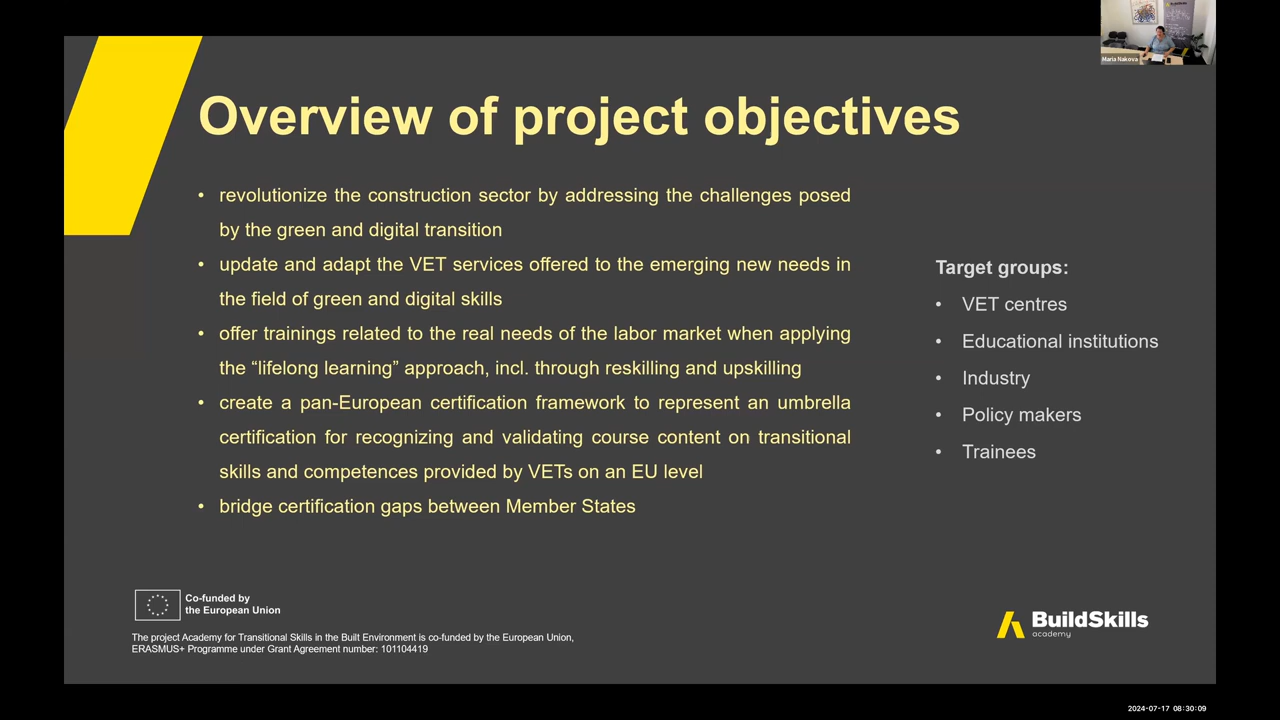 Maria Nakova
Overview of project objectives
• revolutionize the construction sector by addressing the challenges posed
by the green and digital transition
• update and adapt the VET services offered to the emerging new needs in
the field of green and digital skills
• offer trainings related to the real needs of the labor market when applying
the “lifelong learning” approach, incl. through reskilling and upskilling
• create a pan-European certification framework to represent an umbrella
certification for recognizing and validating course content on transitional
skills and competences provided by VETs on an EU level
• bridge certification gaps between Member States
Target groups:
• VET centres
• Educational institutions
• Industry
• Policy makers
• Trainees
Co-funded by
the European Union
The project Academy for Transitional Skills in the Built Environment is co-funded by the European Union,
ERASMUS+ Programme under Grant Agreement number: 101104419
BuildSkills
academy
2024-07-17 08:30:09